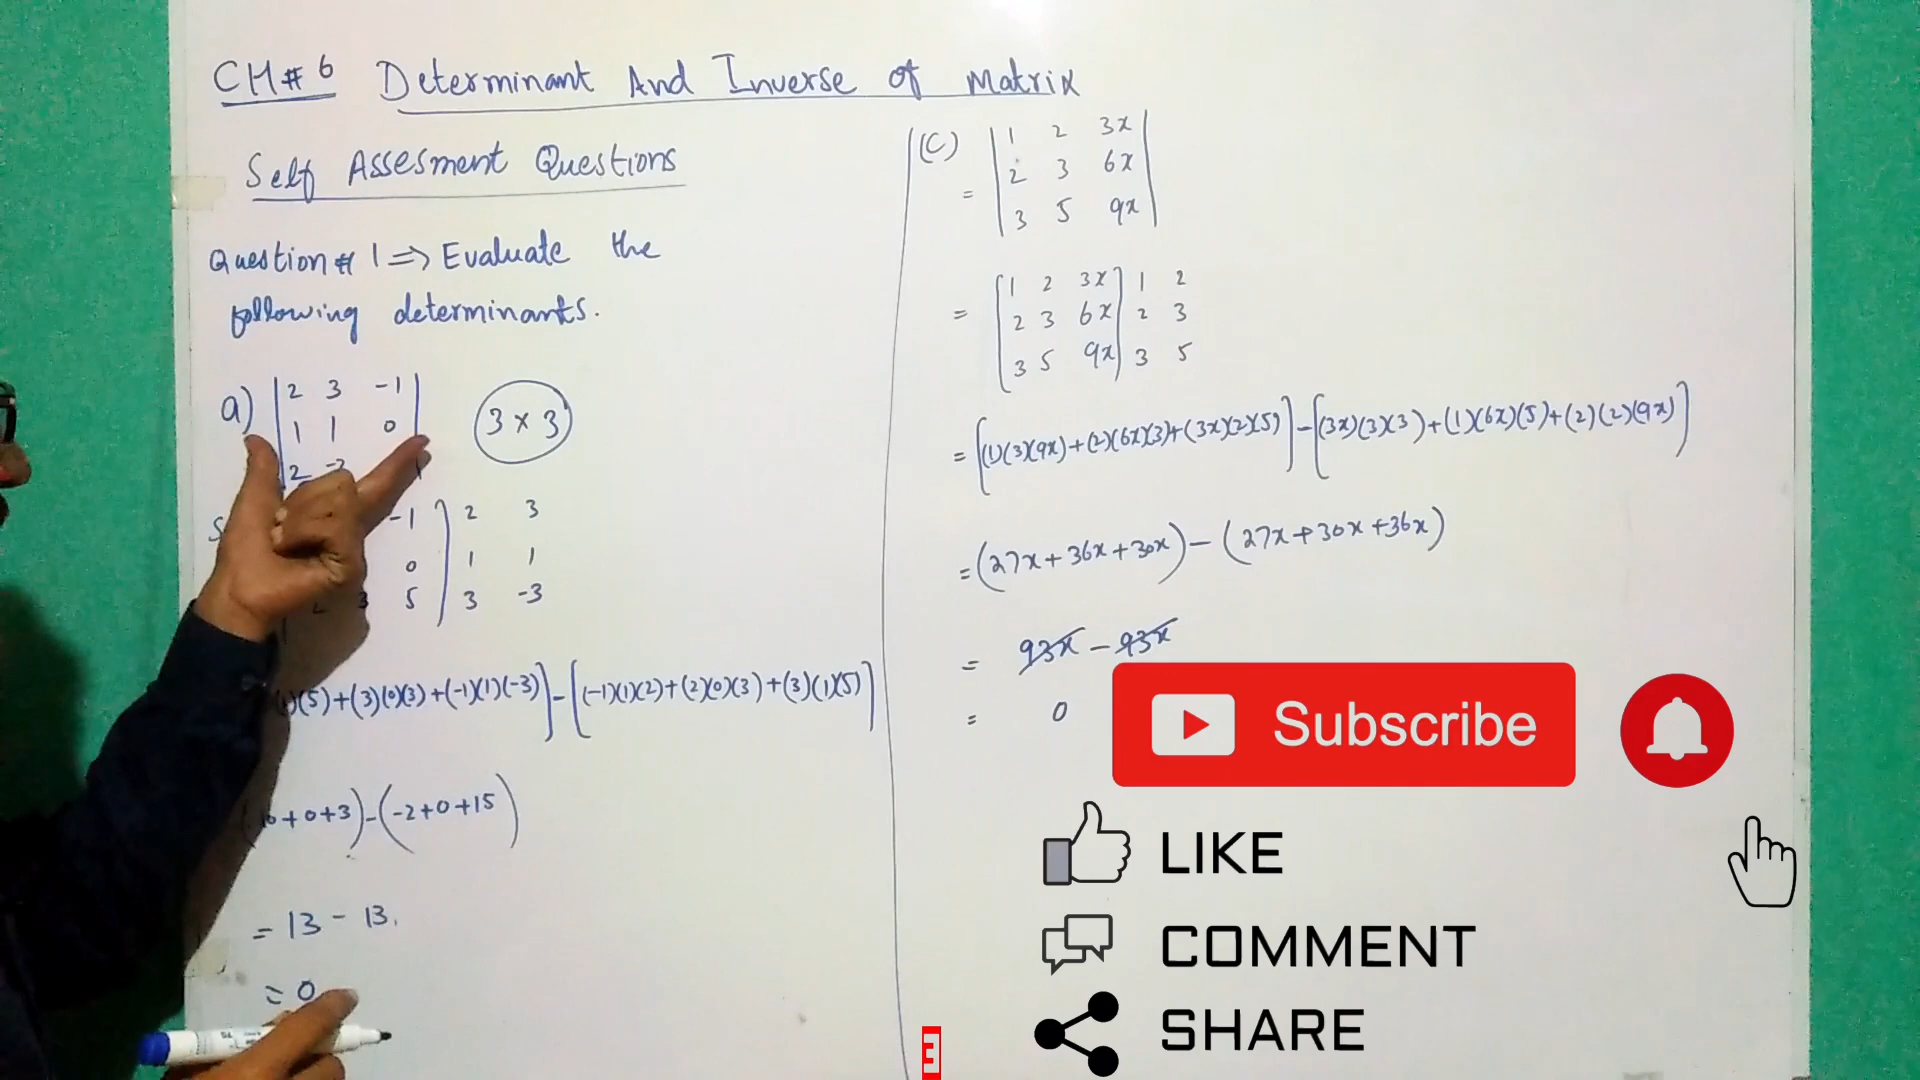 CH# 6 Determinant And Inverse of Matrix
Self Assesment Questions
Question # 1 => Evaluate the
following determinants.
a) | 2 3 -1 |
| 1 1 0 |
2
3 x 3
-1 ) 2 3
0 1 1
5 3 -3
)(5)+(3)(0)(3)+(-1)(1)(-3)]-[(-1)(1)(2)+(2)(0)(3)+(3)(1)(5)]
+0+3)-(-2+0+15)
= 13 - 13.
= 0
(C) | 1 2 3x |
| 2 3 6x |
= | 3 5 9x |
[ 1 2 3x ] 1 2
= [ 2 3 6x ] 2 3
[ 3 5 9x ] 3 5
= [(1)(3)(9x)+(2)(6x)(3)+(3x)(2)(5)]-[(3x)(3)(3)+(1)(6x)(5)+(2)(2)(9x)]
= (27x+36x+30x)-(27x+30x+36x)
= 93x - 93x
= 0
Subscribe
LIKE
COMMENT
SHARE